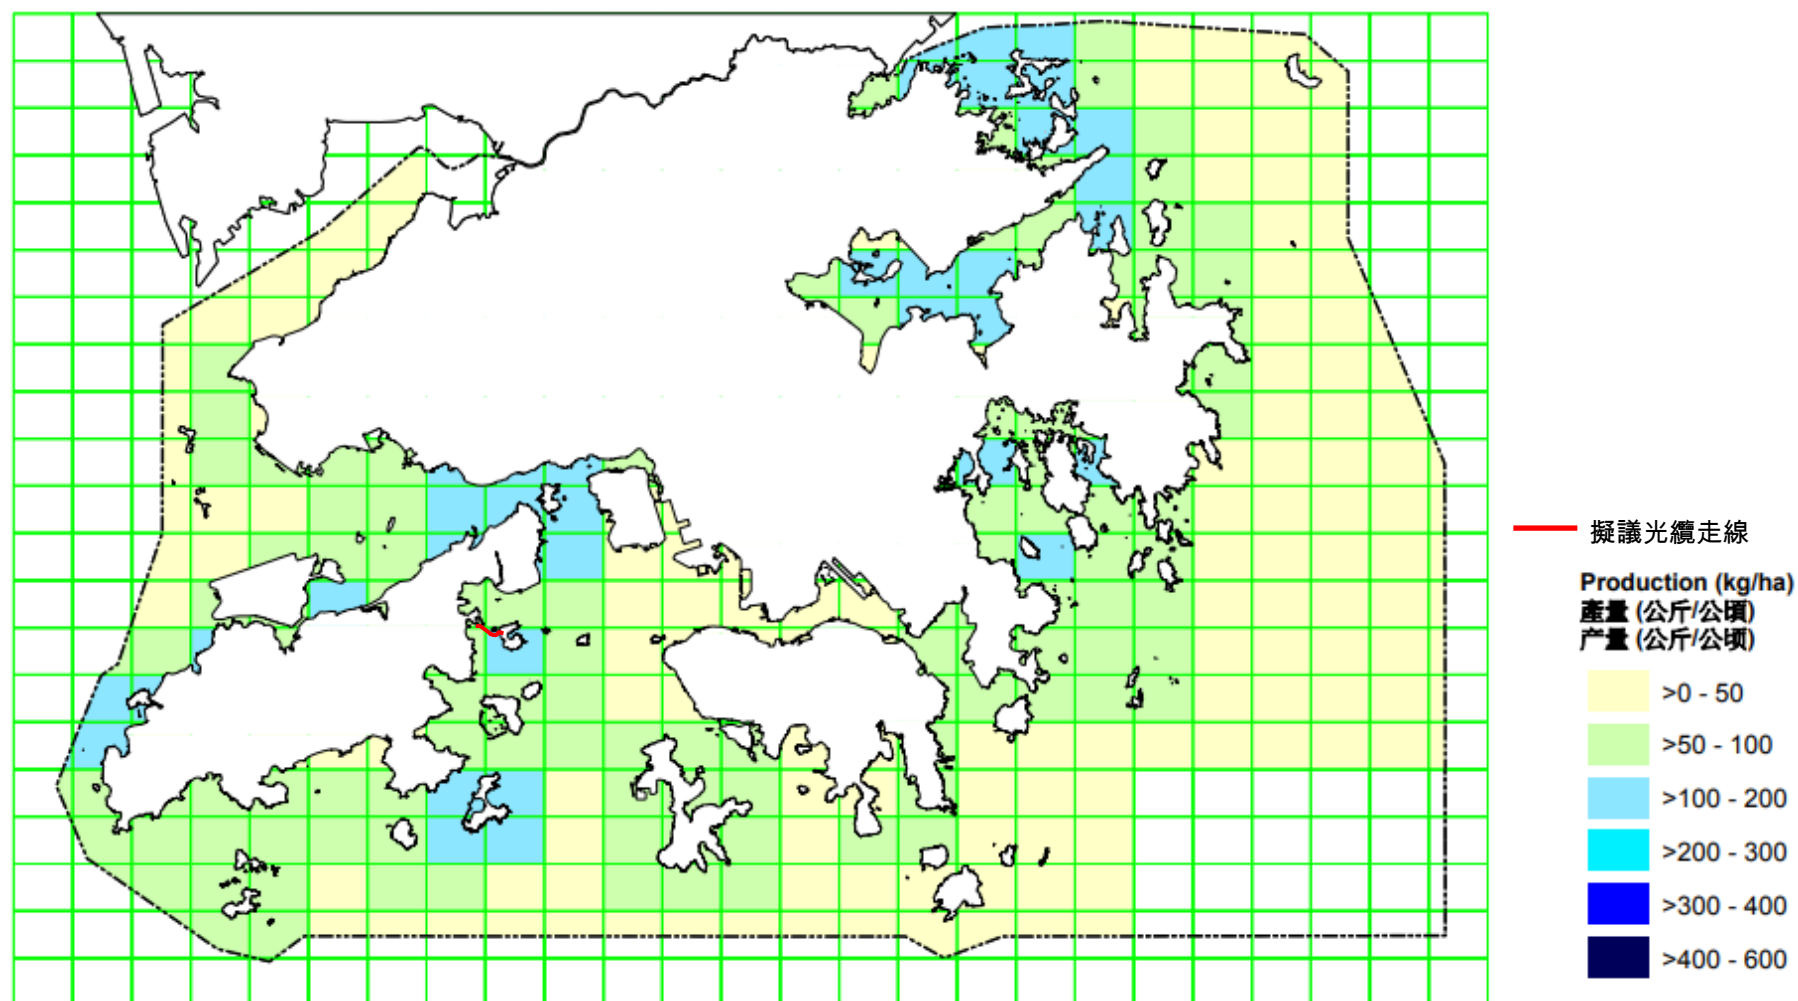 擬議光纜走線
Production (kg/ha)
產量 (公斤/公頃)
产量 (公斤/公顷)
>0 - 50
>50 - 100
>100 - 200
>200 - 300
>300 - 400
>400 - 600